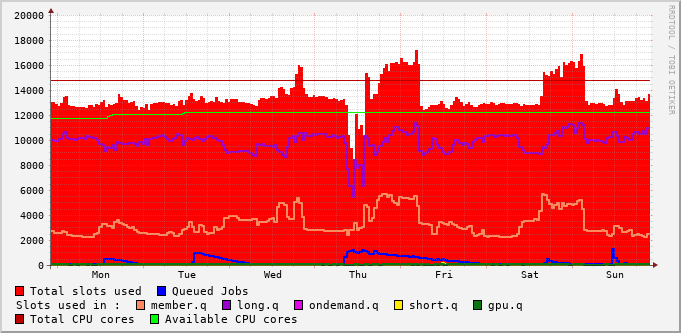 20000
18000
16000
14000
12000
10000
8000
6000
4000
2000
0
Mon Tue Wed Thu Fri Sat Sun
RRDTOOL / TOBI OETIKER
Total slots used Queued Jobs
Slots used in : member.q long.q ondemand.q short.q gpu.q
Total CPU cores Available CPU cores